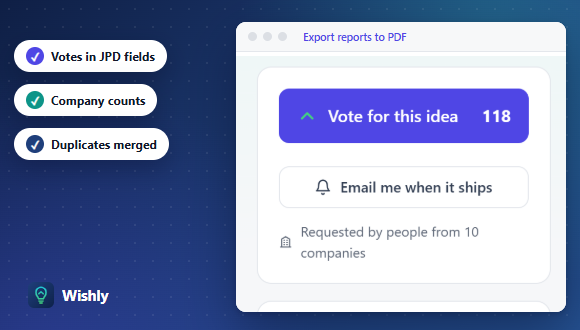 Votes in JPD fields
Company counts
Duplicates merged
Wishly
Export reports to PDF
Vote for this idea 118
Email me when it ships
Requested by people from 10
companies